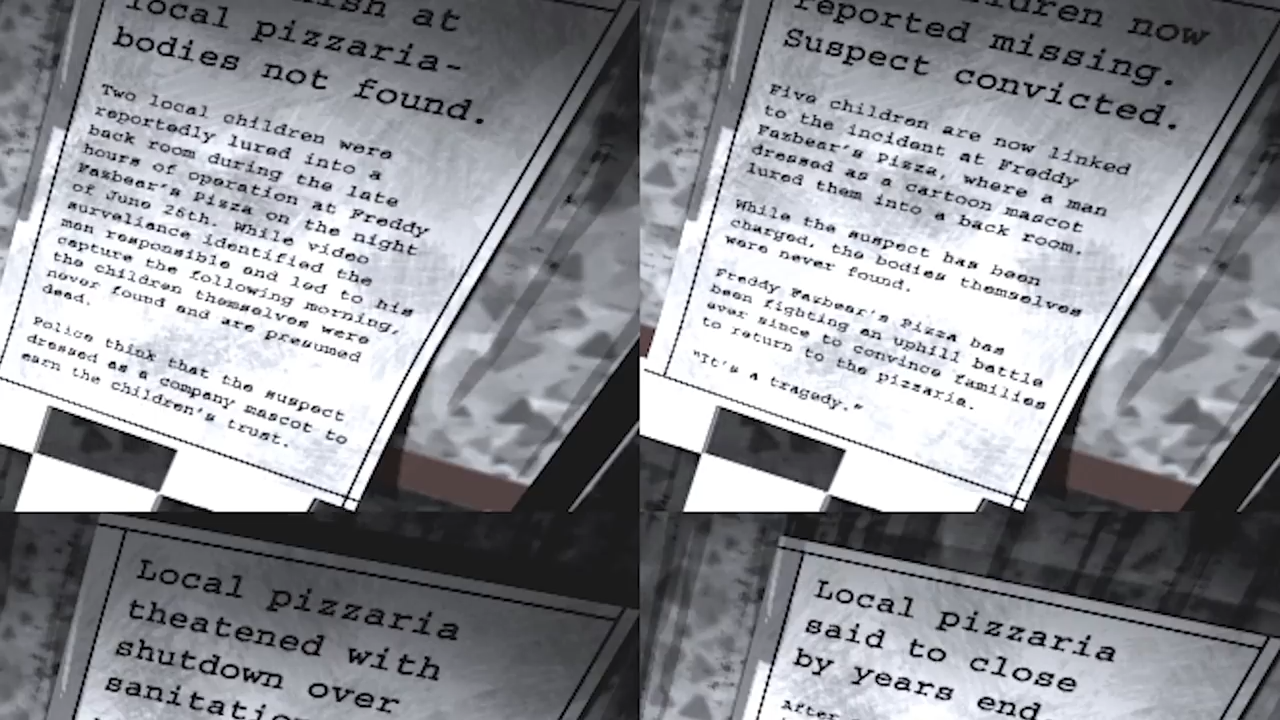 ish at
local pizzaria-
bodies not found.
Two local children were
reportedly lured into a
back room during the late
hours of operation at Freddy
Fazbear's Pizza on the night
of June 26th. While video
surveliance identified the
man responsible and led to his
capture the following morning,
the children themselves were
never found and are presumed
dead.
Police think that the suspect
dressed as a company mascot to
earn the children's trust.
ildren now
reported missing.
Suspect convicted.
Five children are now linked
to the incident at Freddy
Fazbear's Pizza, where a man
dressed as a cartoon mascot
lured them into a back room.
While the suspect has been
charged, the bodies themselves
were never found.
Freddy Fazbear's Pizza has
been fighting an uphill battle
ever since to convince families
to return to the pizzaria.
"It's a tragedy."
Local pizzaria
theatened with
shutdown over
sanitatio
Local pizzaria
said to close
by years end
After